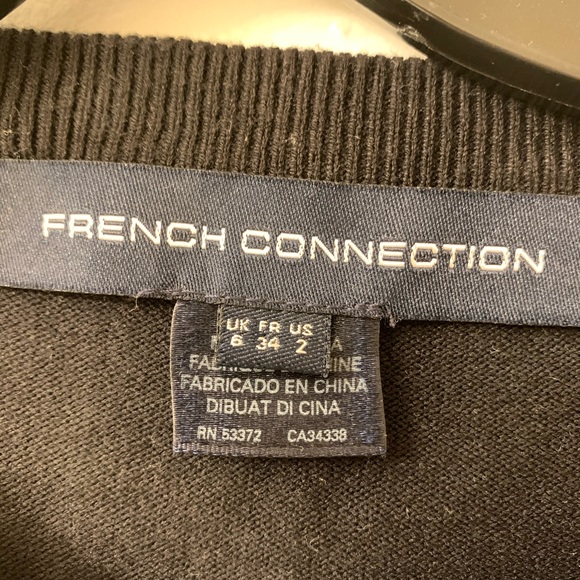 FRENCH CONNECTION
UK FR US
6 34 2
FABRICADO EN CHINA
DIBUAT DI CINA
RN 53372 CA34338